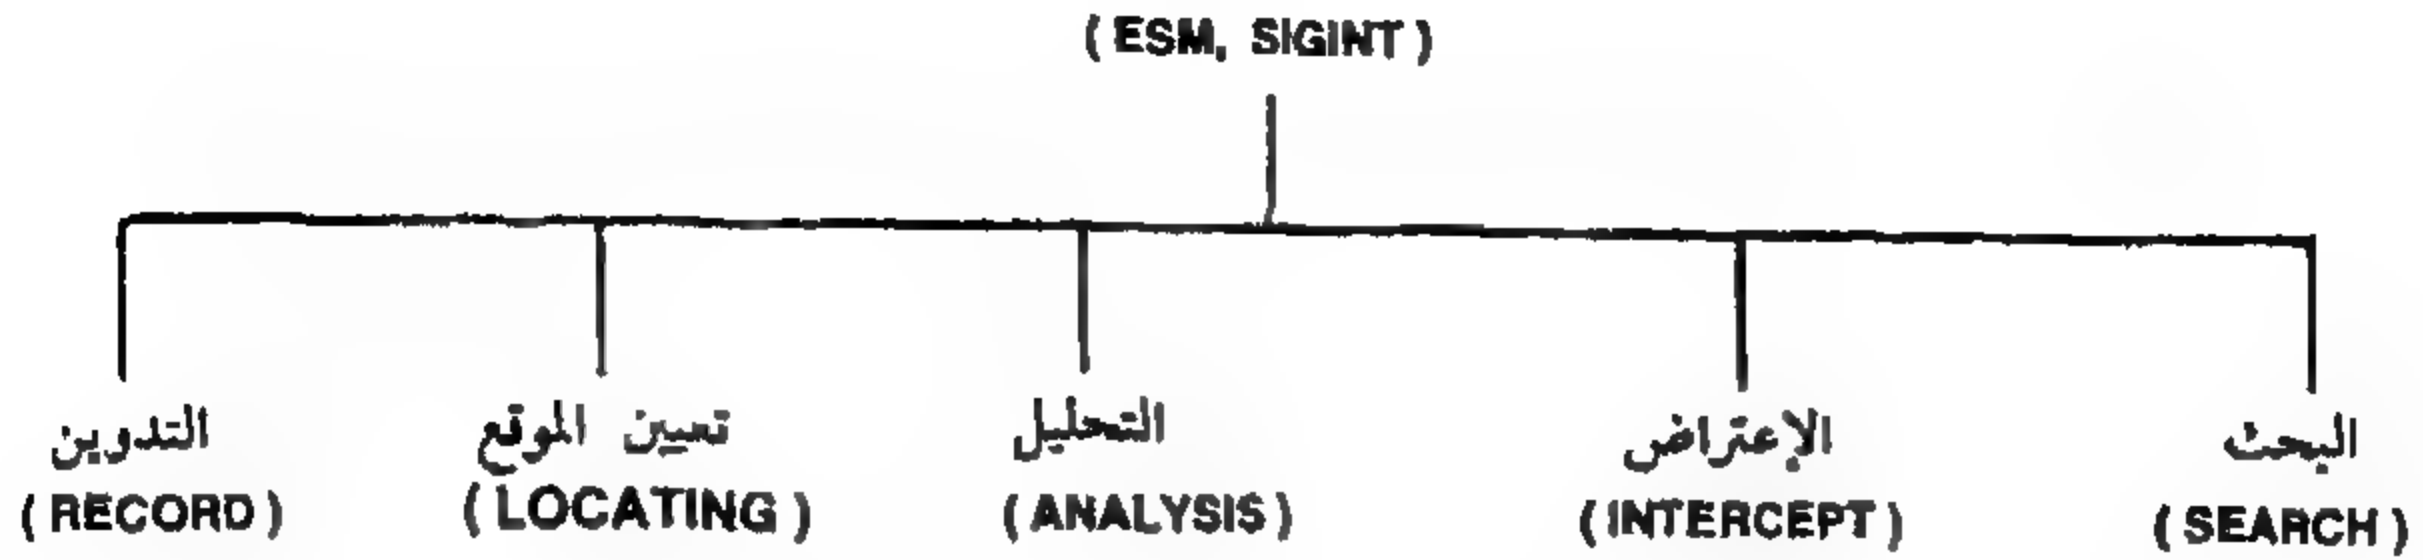 ( ESM, SIGINT )
البحث
( SEARCH )
الإعتراض
( INTERCEPT )
التحليل
( ANALYSIS )
تعيين الموقع
( LOCATING )
التدوين
( RECORD )